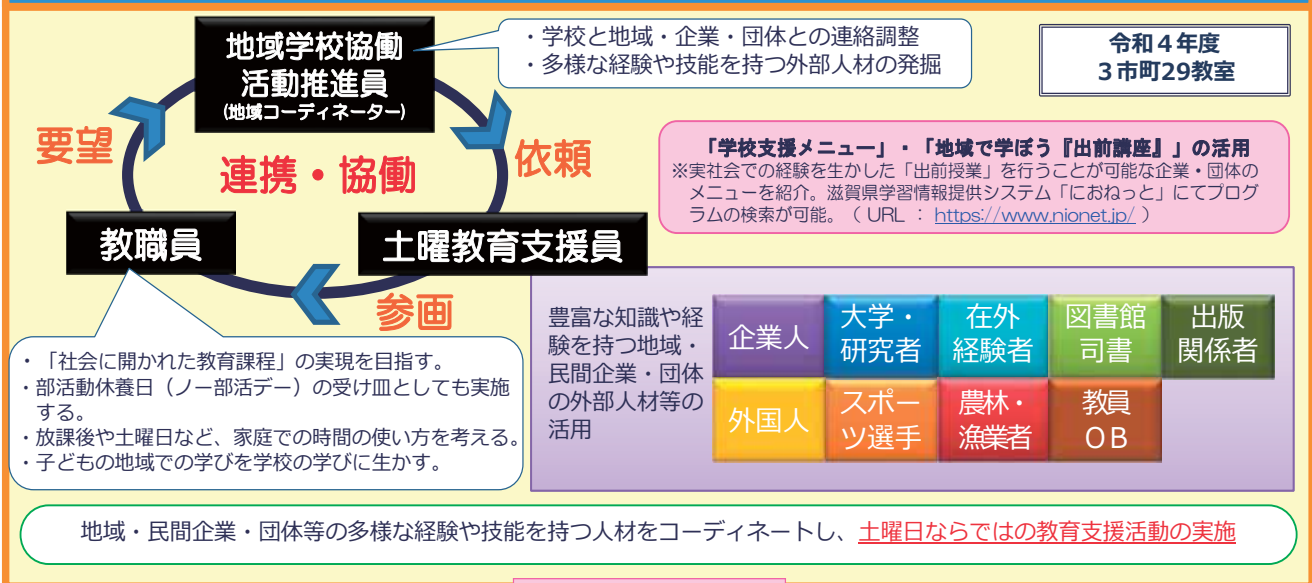 地域学校協働
活動推進員
(地域コーディネーター)
・学校と地域・企業・団体との連絡調整
・多様な経験や技能を持つ外部人材の発掘
令和４年度
３市町29教室
要望
連携・協働
依頼
「学校支援メニュー」・「地域で学ぼう『出前講座』」の活用
※実社会での経験を生かした「出前授業」を行うことが可能な企業・団体の
メニューを紹介。滋賀県学習情報提供システム「におねっと」にてプログ
ラムの検索が可能。（ URL ： https://www.nionet.jp/ ）
教職員
土曜教育支援員
参画
・「社会に開かれた教育課程」の実現を目指す。
・部活動休養日（ノー部活デー）の受け皿としても実施
する。
・放課後や土曜日など、家庭での時間の使い方を考える。
・子どもの地域での学びを学校の学びに生かす。
豊富な知識や経
験を持つ地域・
民間企業・団体
の外部人材等の
活用
企業人
大学・
研究者
在外
経験者
図書館
司書
出版
関係者
外国人
スポー
ツ選手
農林・
漁業者
教員
ＯＢ
地域・民間企業・団体等の多様な経験や技能を持つ人材をコーディネートし、土曜日ならではの教育支援活動の実施